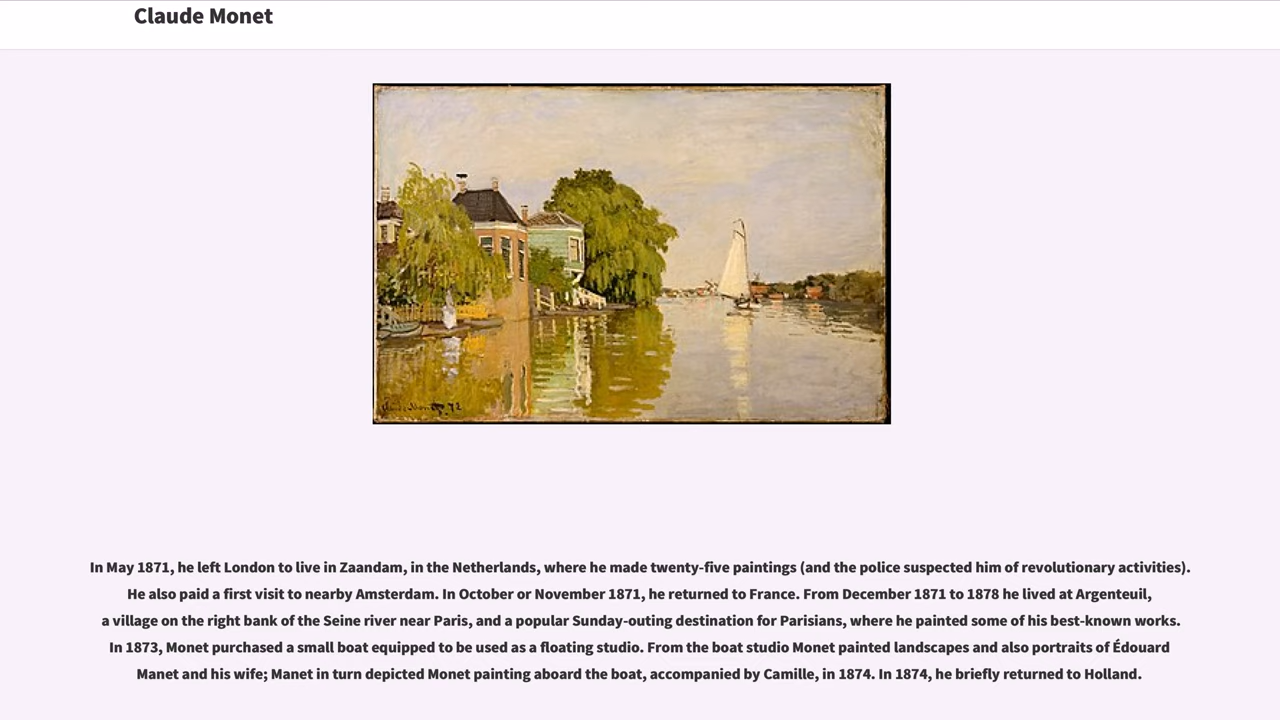 Claude Monet
In May 1871, he left London to live in Zaandam, in the Netherlands, where he made twenty-five paintings (and the police suspected him of revolutionary activities).
He also paid a first visit to nearby Amsterdam. In October or November 1871, he returned to France. From December 1871 to 1878 he lived at Argenteuil,
a village on the right bank of the Seine river near Paris, and a popular Sunday-outing destination for Parisians, where he painted some of his best-known works.
In 1873, Monet purchased a small boat equipped to be used as a floating studio. From the boat studio Monet painted landscapes and also portraits of Édouard
Manet and his wife; Manet in turn depicted Monet painting aboard the boat, accompanied by Camille, in 1874. In 1874, he briefly returned to Holland.